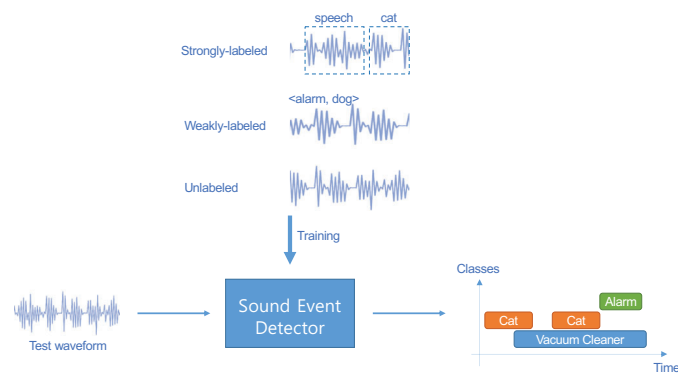 speech cat
Strongly-labeled
<alarm, dog>
Weakly-labeled
Unlabeled
Training
Classes
Sound Event
Detector
Alarm
Cat Cat
Vacuum Cleaner
Test waveform
Time